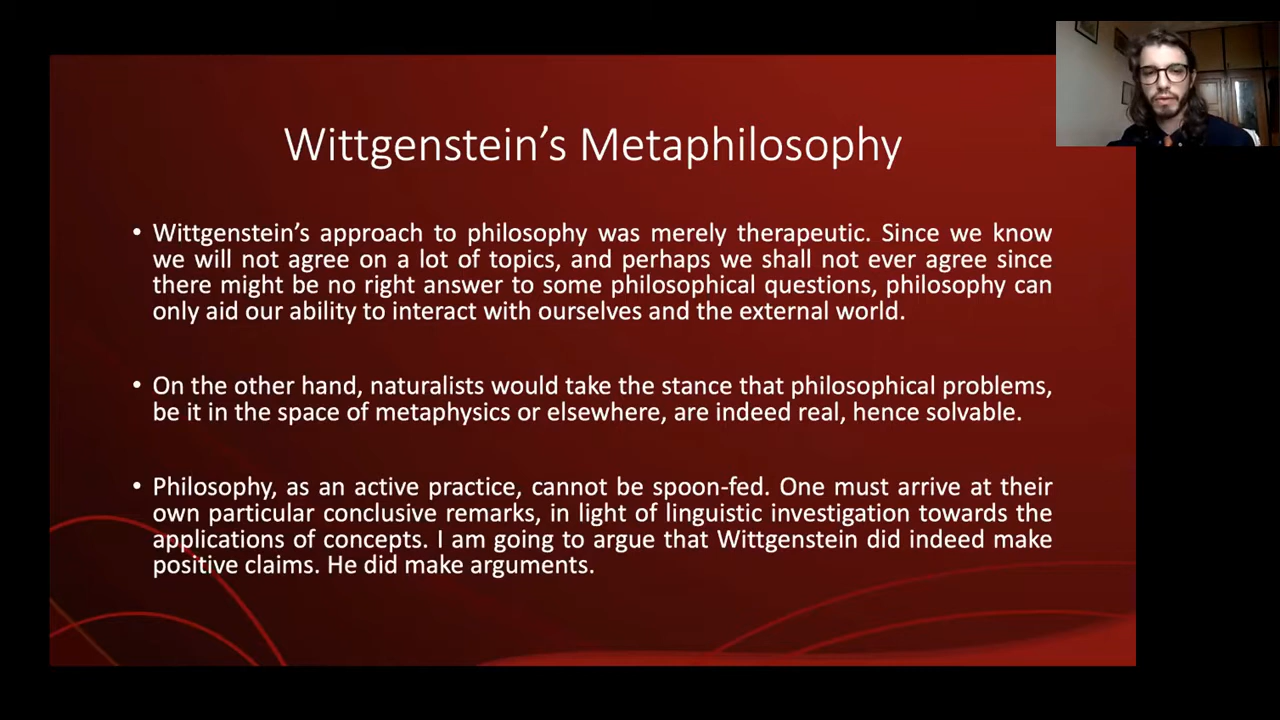 Wittgenstein's Metaphilosophy
• Wittgenstein's approach to philosophy was merely therapeutic. Since we know
we will not agree on a lot of topics, and perhaps we shall not ever agree since
there might be no right answer to some philosophical questions, philosophy can
only aid our ability to interact with ourselves and the external world.
• On the other hand, naturalists would take the stance that philosophical problems,
be it in the space of metaphysics or elsewhere, are indeed real, hence solvable.
• Philosophy, as an active practice, cannot be spoon-fed. One must arrive at their
own particular conclusive remarks, in light of linguistic investigation towards the
applications of concepts. I am going to argue that Wittgenstein did indeed make
positive claims. He did make arguments.